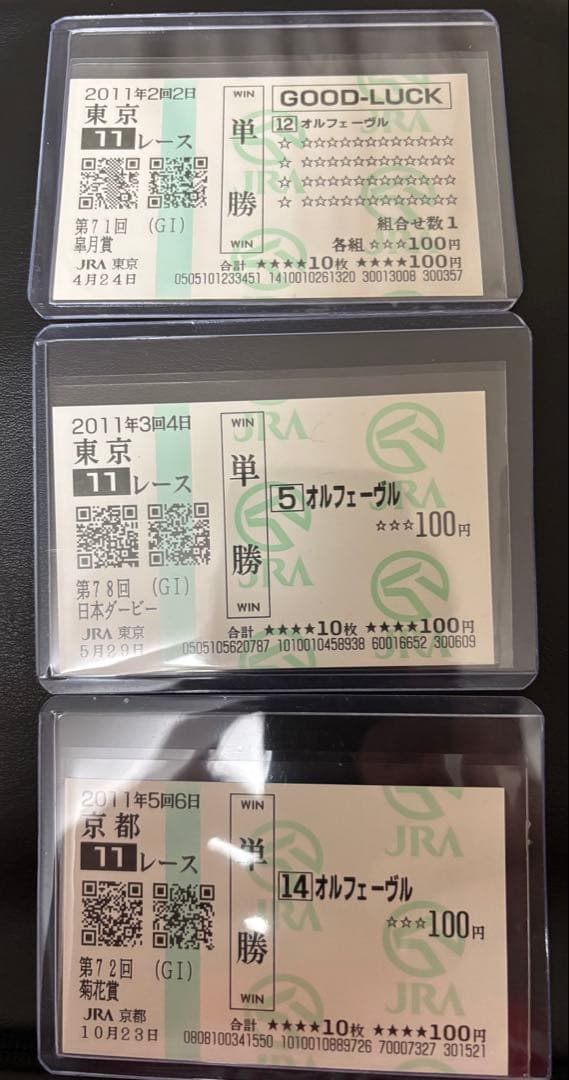 2011年2回2日
東京
11レース
第71回 (GI)
皐月賞
JRA 東京
4月24日
WIN
単勝
WIN
GOOD-LUCK
12 オルフェーヴル
☆ ☆☆☆☆☆☆☆☆☆☆☆☆
☆ ☆☆☆☆☆☆☆☆☆☆☆☆
☆ ☆☆☆☆☆☆☆☆☆☆☆☆
☆ ☆☆☆☆☆☆☆☆☆☆☆☆
組合せ数1
各組 ☆☆☆100円
合計 ★★★★10枚 ★★★★100円
0505101233451 1410010261320 30013008 300357
JRA
JRA
2011年3回4日
東京
11レース
第78回 (GI)
日本ダービー
JRA 東京
5月29日
WIN
単勝
WIN
5 オルフェーヴル
☆☆☆100円
合計 ★★★★10枚 ★★★★100円
0505105620787 1010010458938 60016652 300609
JRA
JRA
JRA
2011年5回6日
京都
11レース
第72回 (GI)
菊花賞
JRA 京都
10月23日
WIN
単勝
WIN
14 オルフェーヴル
☆☆☆100円
合計 ★★★★10枚 ★★★★100円
0808100341550 1010010889726 70007327 301521
JRA
JRA